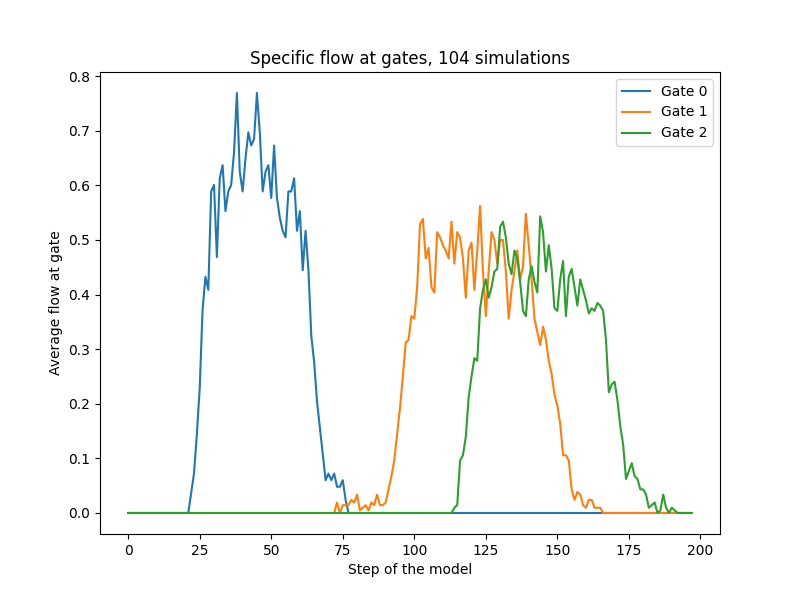 Specific flow at gates, 104 simulations
Gate 0
Gate 1
Gate 2
Average flow at gate
0.8
0.7
0.6
0.5
0.4
0.3
0.2
0.1
0.0
0 25 50 75 100 125 150 175 200
Step of the model